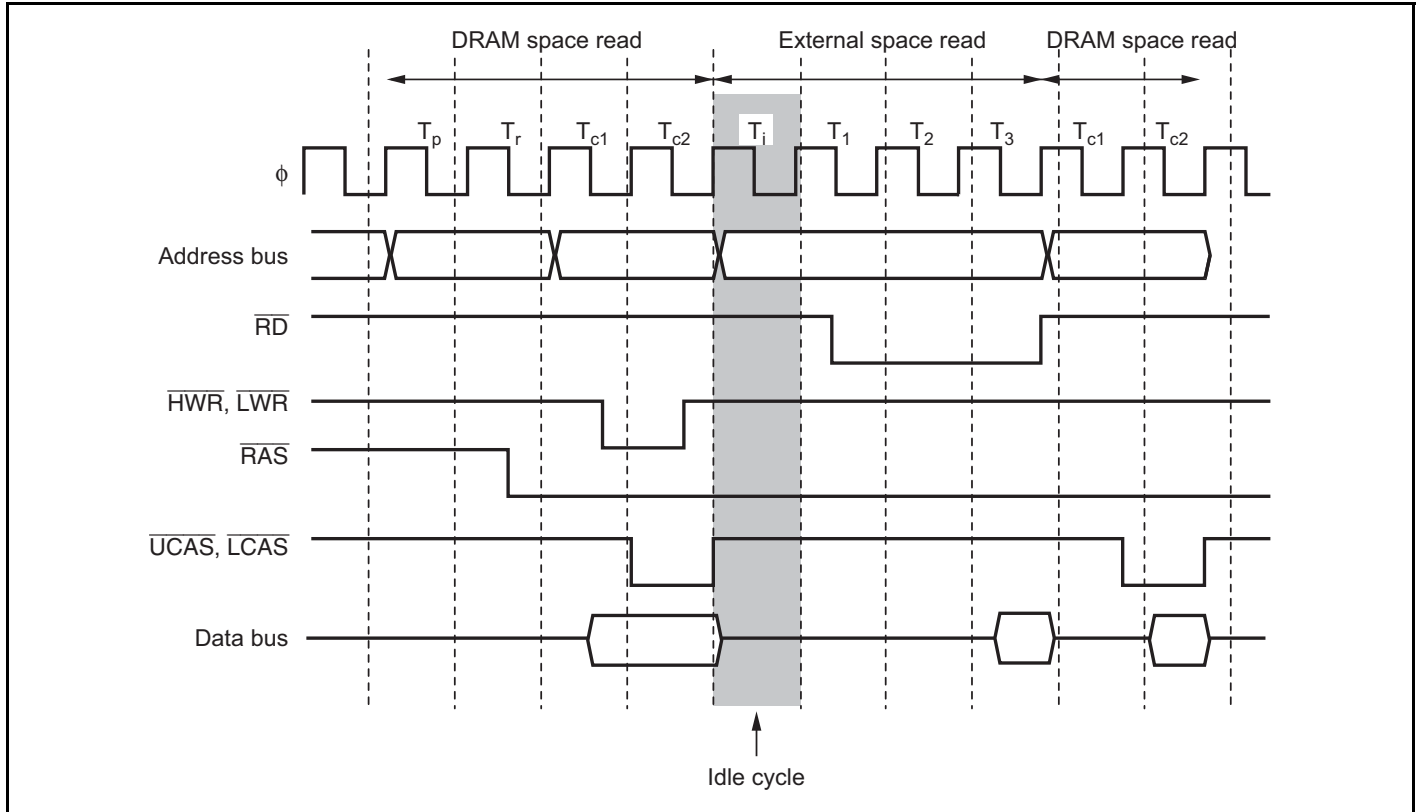 DRAM space read External space read DRAM space read
Tp Tr Tc1 Tc2 Ti T1 T2 T3 Tc1 Tc2
ϕ
Address bus
RD
HWR, LWR
RAS
UCAS, LCAS
Data bus
Idle cycle